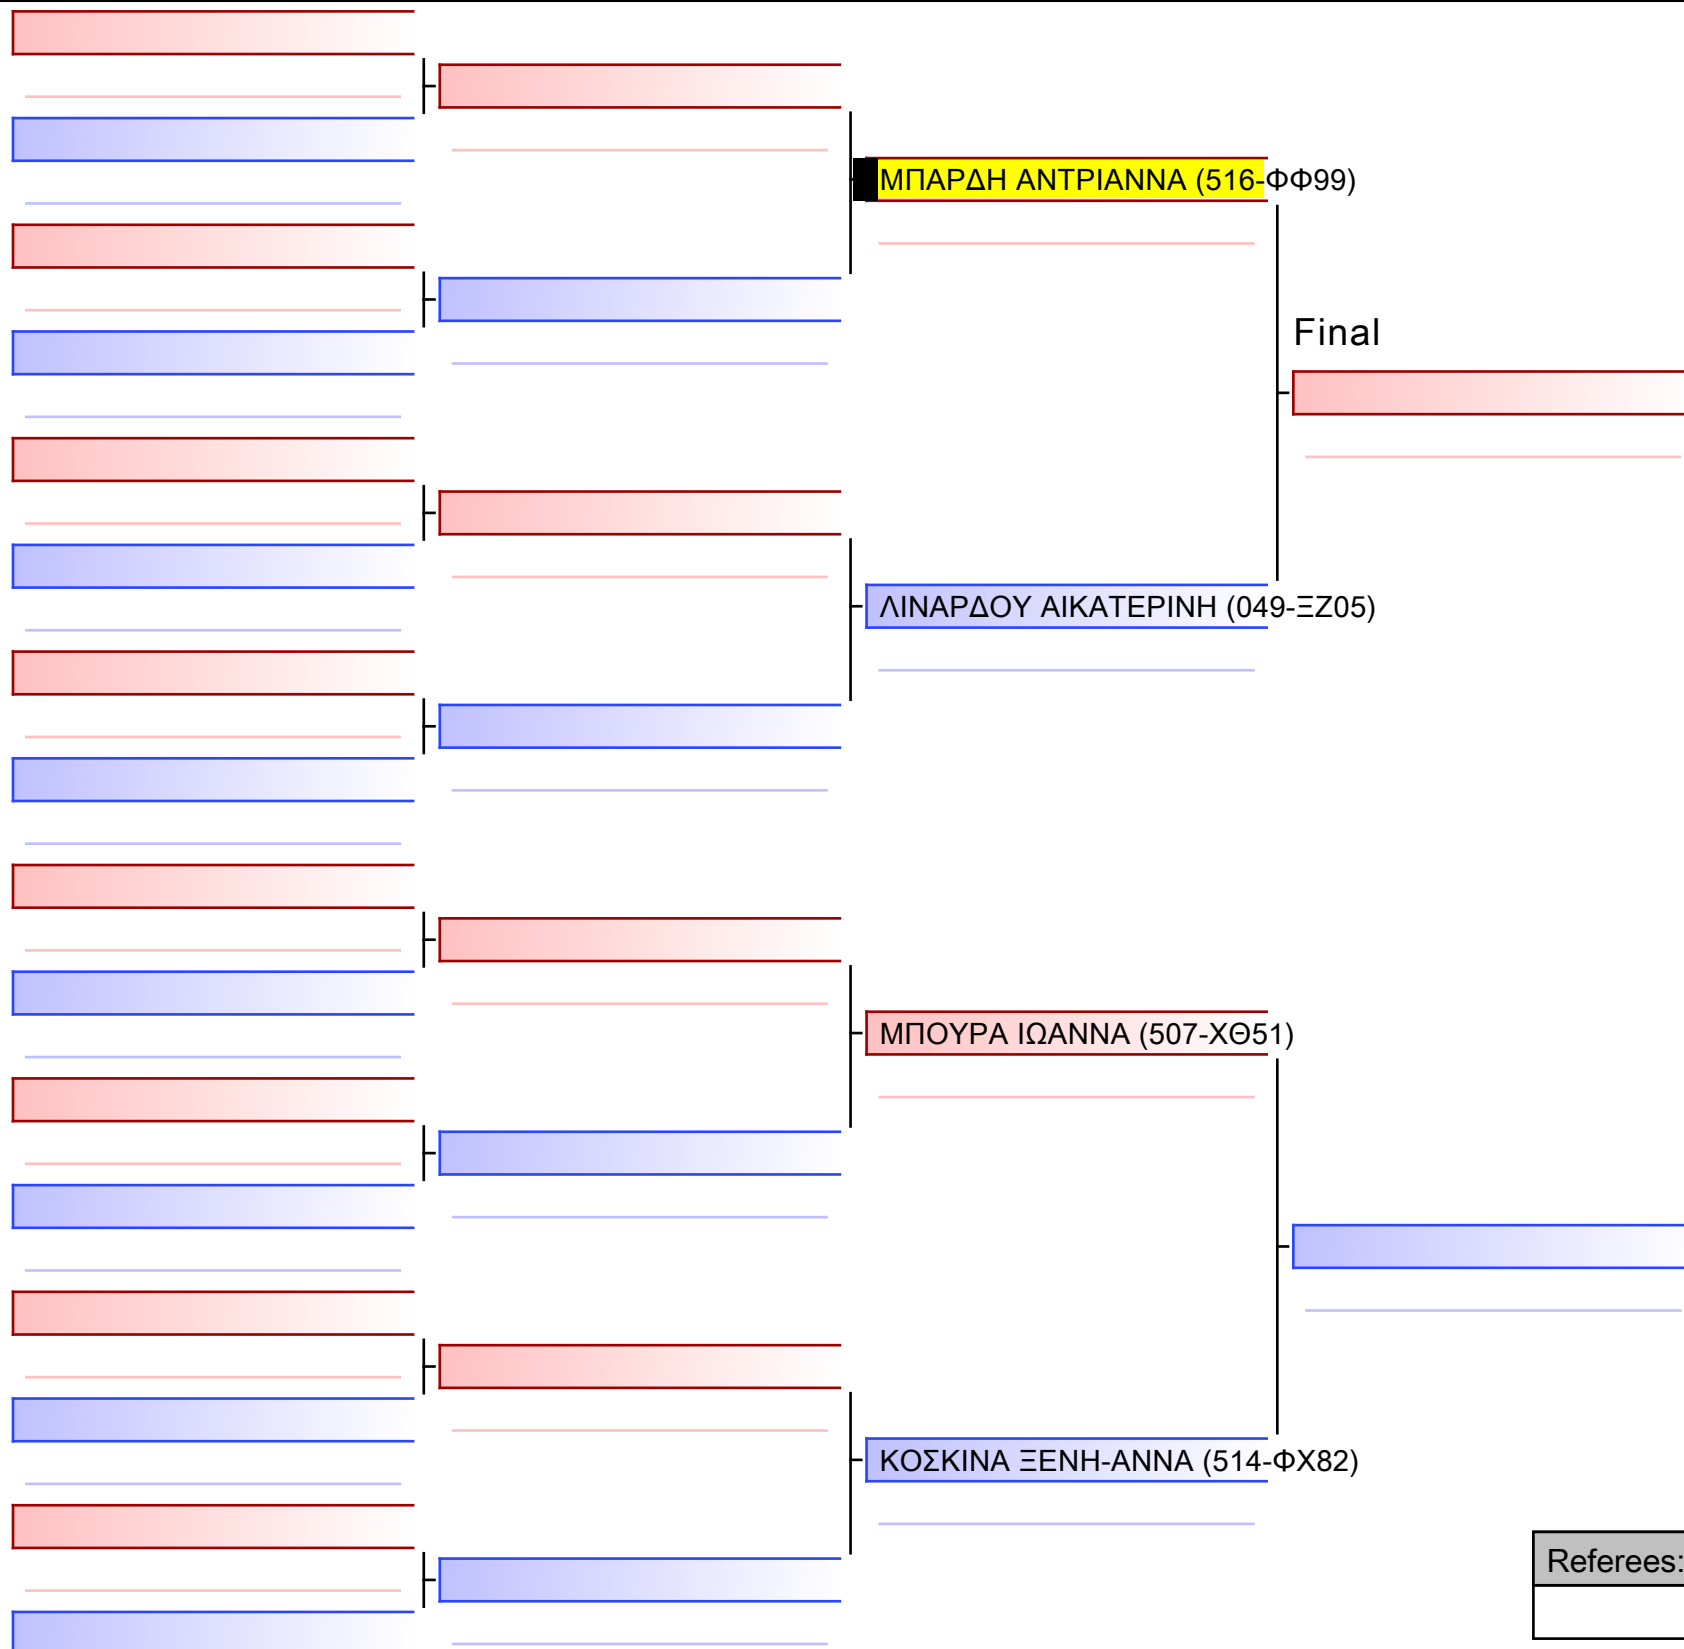 ΜΠΑΡΔΗ ΑΝΤΡΙΑΝΝΑ (516-ΦΦ99)
Final
ΛΙΝΑΡΔΟΥ ΑΙΚΑΤΕΡΙΝΗ (049-ΞΖ05)
ΜΠΟΥΡΑ ΙΩΑΝΝΑ (507-ΧΘ51)
ΚΟΣΚΙΝΑ ΞΕΝΗ-ΑΝΝΑ (514-ΦΧ82)
Referees: